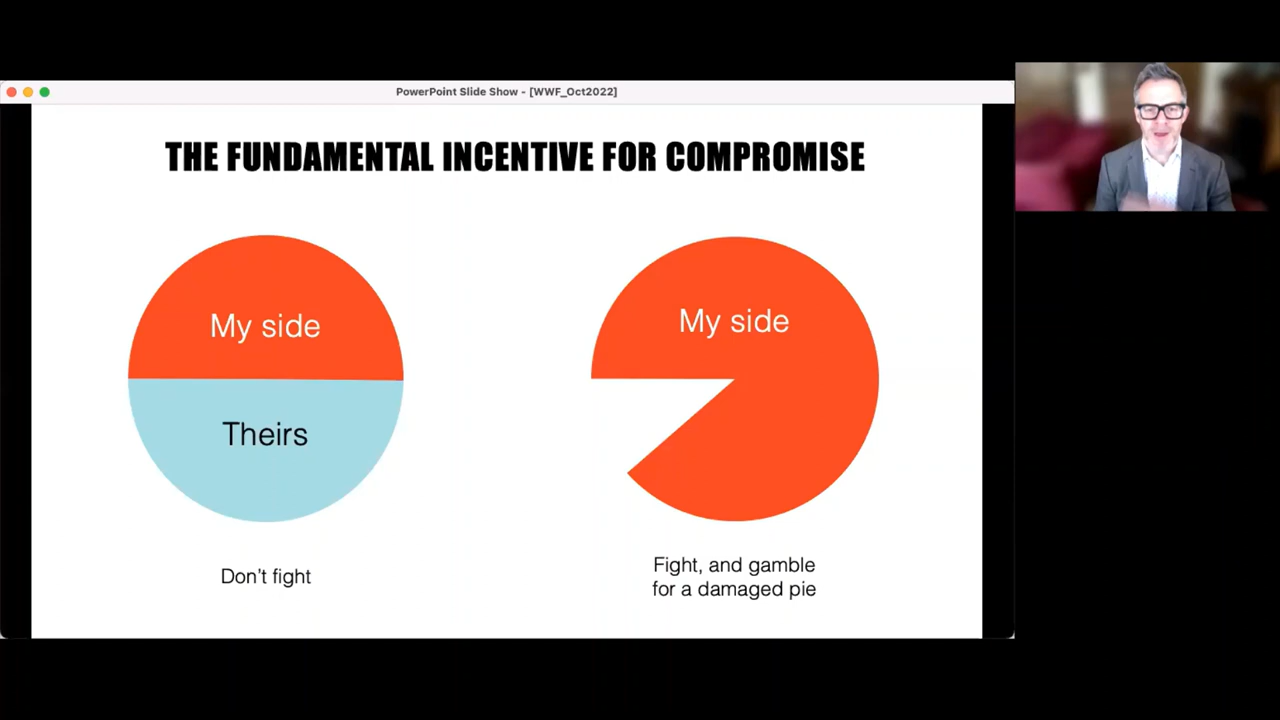 PowerPoint Slide Show - [WWF_Oct2022]
THE FUNDAMENTAL INCENTIVE FOR COMPROMISE
My side
Theirs
Don't fight
My side
Fight, and gamble
for a damaged pie